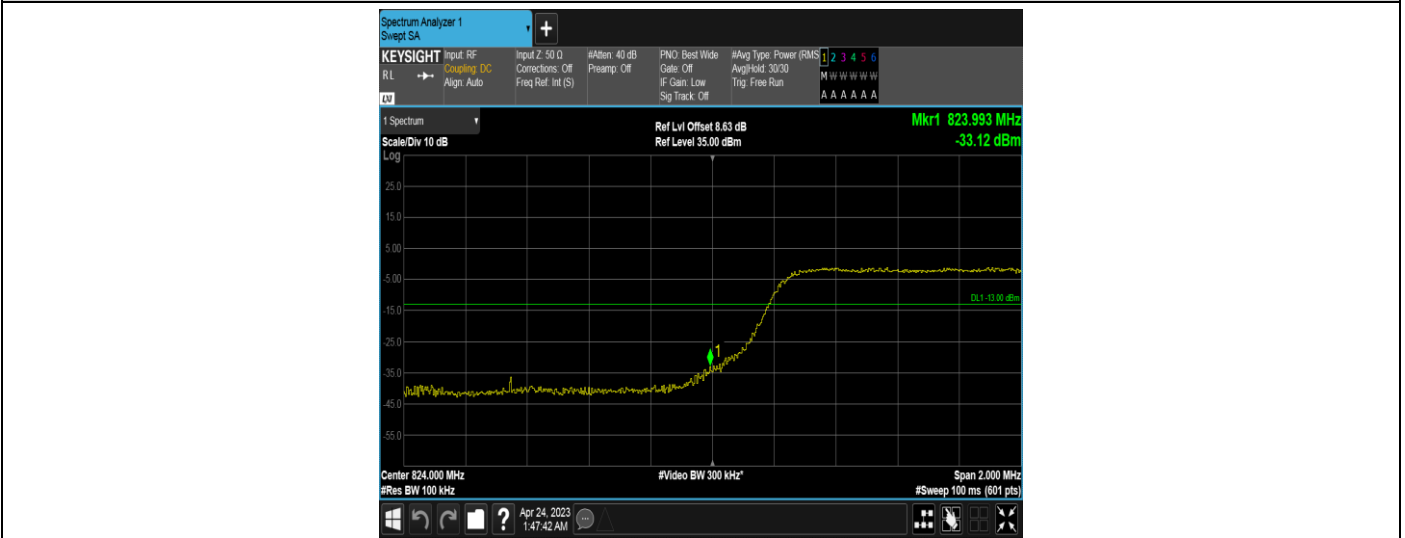 Spectrum Analyzer 1
Swept SA
+
KEYSIGHT
RL
LXI
Input: RF
Coupling: DC
Align: Auto
Input Z: 50 Ω
Corrections: Off
Freq Ref: Int (S)
#Atten: 40 dB
Preamp: Off
PNO: Best Wide
Gate: Off
IF Gain: Low
Sig Track: Off
#Avg Type: Power (RMS
Avg|Hold: 30/30
Trig: Free Run
1 2 3 4 5 6
M W W W W W
A A A A A A
1 Spectrum
Scale/Div 10 dB
Ref Lvl Offset 8.63 dB
Ref Level 35.00 dBm
Mkr1 823.993 MHz
-33.12 dBm
Log
25.0
15.0
5.00
-5.00
DL1 -13.00 dBm
-15.0
-25.0
1
-35.0
-45.0
-55.0
Center 824.000 MHz
#Video BW 300 kHz*
Span 2.000 MHz
#Res BW 100 kHz
#Sweep 100 ms (601 pts)
?
Apr 24, 2023
1:47:42 AM